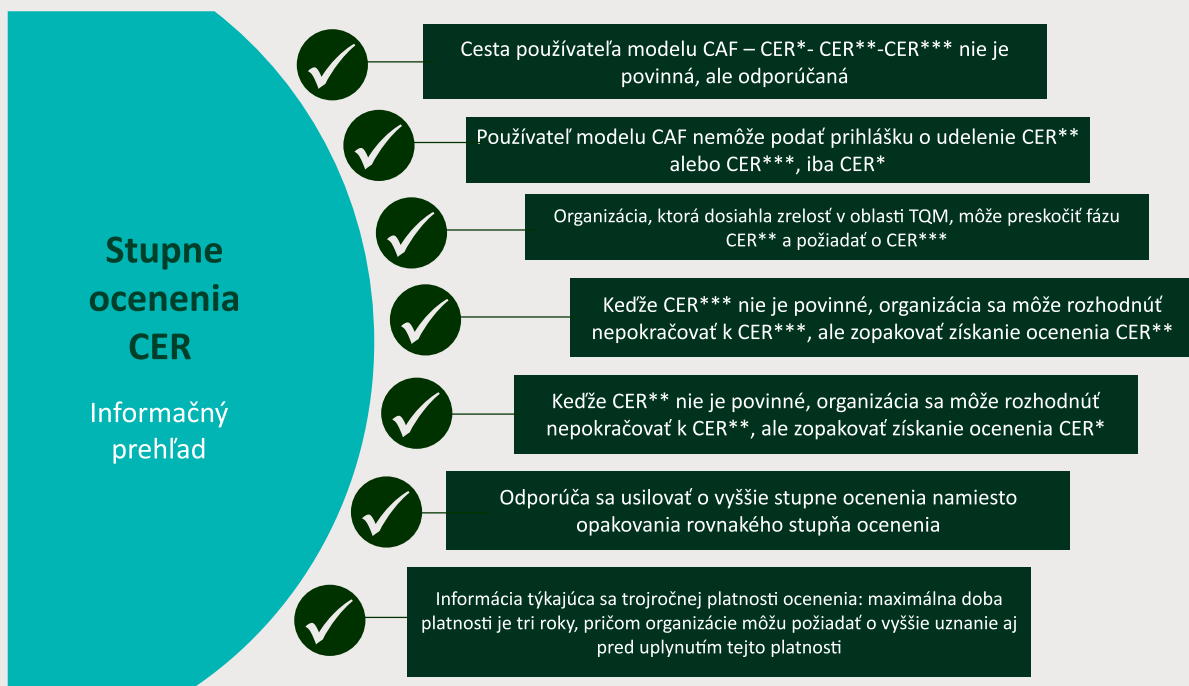 Stupne
ocenenia
CER
Informačný
prehľad
Cesta používateľa modelu CAF – CER*- CER**-CER*** nie je
povinná, ale odporúčaná
Používateľ modelu CAF nemôže podať prihlášku o udelenie CER**
alebo CER***, iba CER*
Organizácia, ktorá dosiahla zrelosť v oblasti TQM, môže preskočiť fázu
CER** a požiadať o CER***
Keďže CER*** nie je povinné, organizácia sa môže rozhodnúť
nepokračovať k CER***, ale zopakovať získanie ocenenia CER**
Keďže CER** nie je povinné, organizácia sa môže rozhodnúť
nepokračovať k CER**, ale zopakovať získanie ocenenia CER*
Odporúča sa usilovať o vyššie stupne ocenenia namiesto
opakovania rovnakého stupňa ocenenia
Informácia týkajúca sa trojročnej platnosti ocenenia: maximálna doba
platnosti je tri roky, pričom organizácie môžu požiadať o vyššie uznanie aj
pred uplynutím tejto platnosti